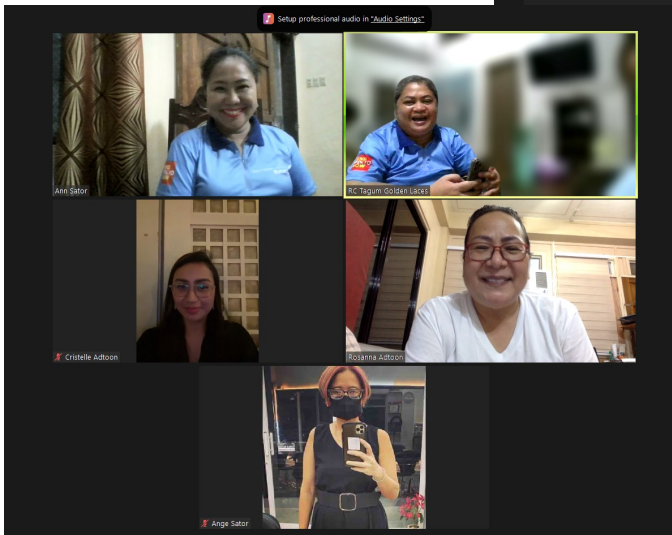 Setup professional audio in "Audio Settings"
Ann Sator
RC Tagum Golden Laces
Cristelle Adtoon
Rosanna Adtoon
Ange Sator